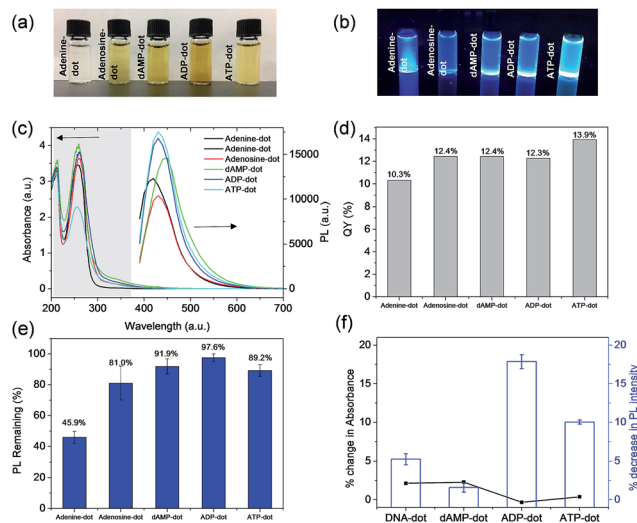 (a)
Adenine-
dot
Adenosine-
dot
dAMP-dot
ADP-dot
ATP-dot
(b)
Adenine-
dot
Adenosine-
dot
dAMP-dot
ADP-dot
ATP-dot
(c)
Absorbance (a.u.)
4
3
2
1
0
Adenine-dot
Adenine-dot
Adenosine-dot
dAMP-dot
ADP-dot
ATP-dot
15000
10000
5000
0
PL (a.u.)
200 300 400 500 600 700
Wavelength (a.u.)
(d)
QY (%)
14
12
10
8
6
4
2
0
10.3%
12.4%
12.4%
12.3%
13.9%
Adenine-dot Adenosine-dot dAMP-dot ADP-dot ATP-dot
(e)
PL Remaining (%)
100
80
60
40
20
0
45.9%
81.0%
91.9%
97.6%
89.2%
Adenine-dot Adenosine-dot dAMP-dot ADP-dot ATP-dot
(f)
% change in Absorbance
20
15
10
5
0
20
15
10
5
0
% decrease in PL intensity
DNA-dot dAMP-dot ADP-dot ATP-dot